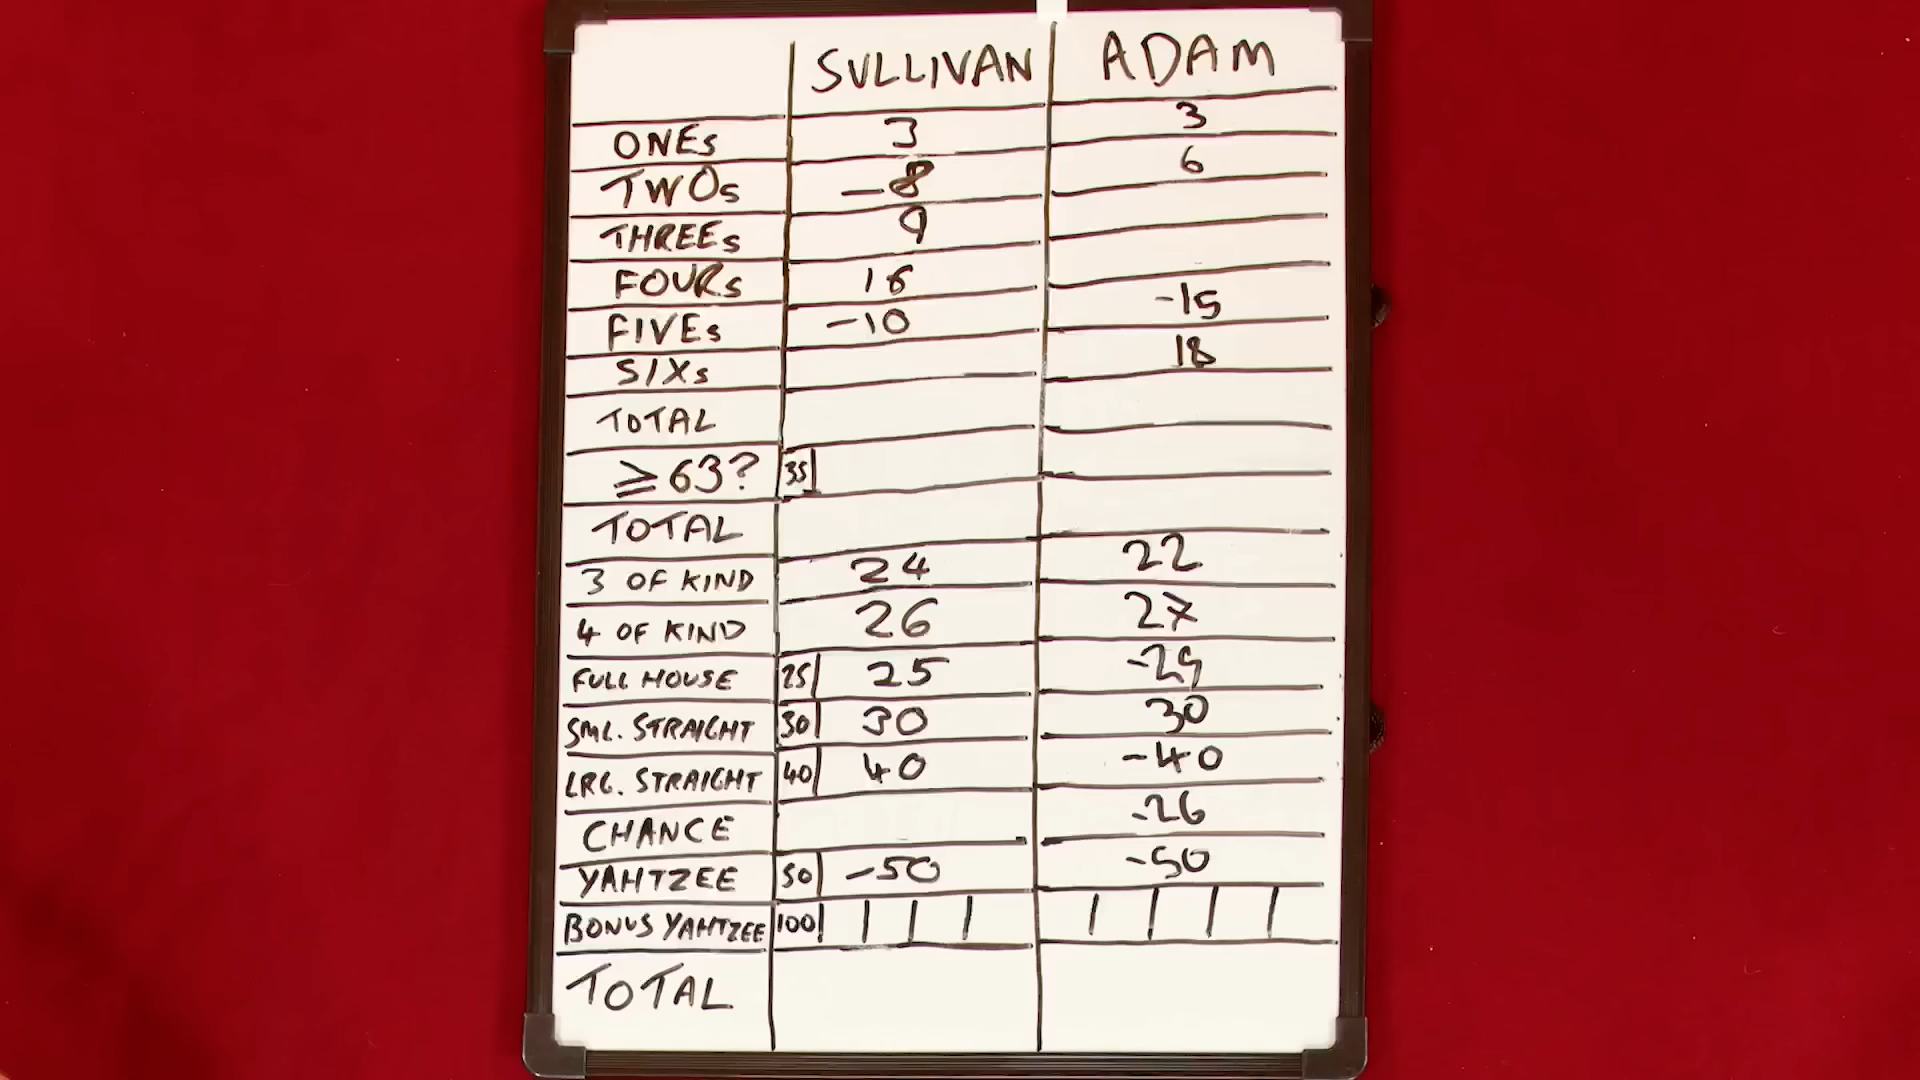 SULLIVAN ADAM
ONEs 3 3
TWOs -8 6
THREEs 9
FOURs 16
FIVEs -10 -15
SIXs 18
TOTAL
≥63? 35
TOTAL
3 OF KIND 24 22
4 OF KIND 26 27
FULL HOUSE 25 25 -25
SML. STRAIGHT 30 30 30
LRG. STRAIGHT 40 40 -40
CHANCE -26
YAHTZEE 50 -50 -50
BONUS YAHTZEE 100
TOTAL